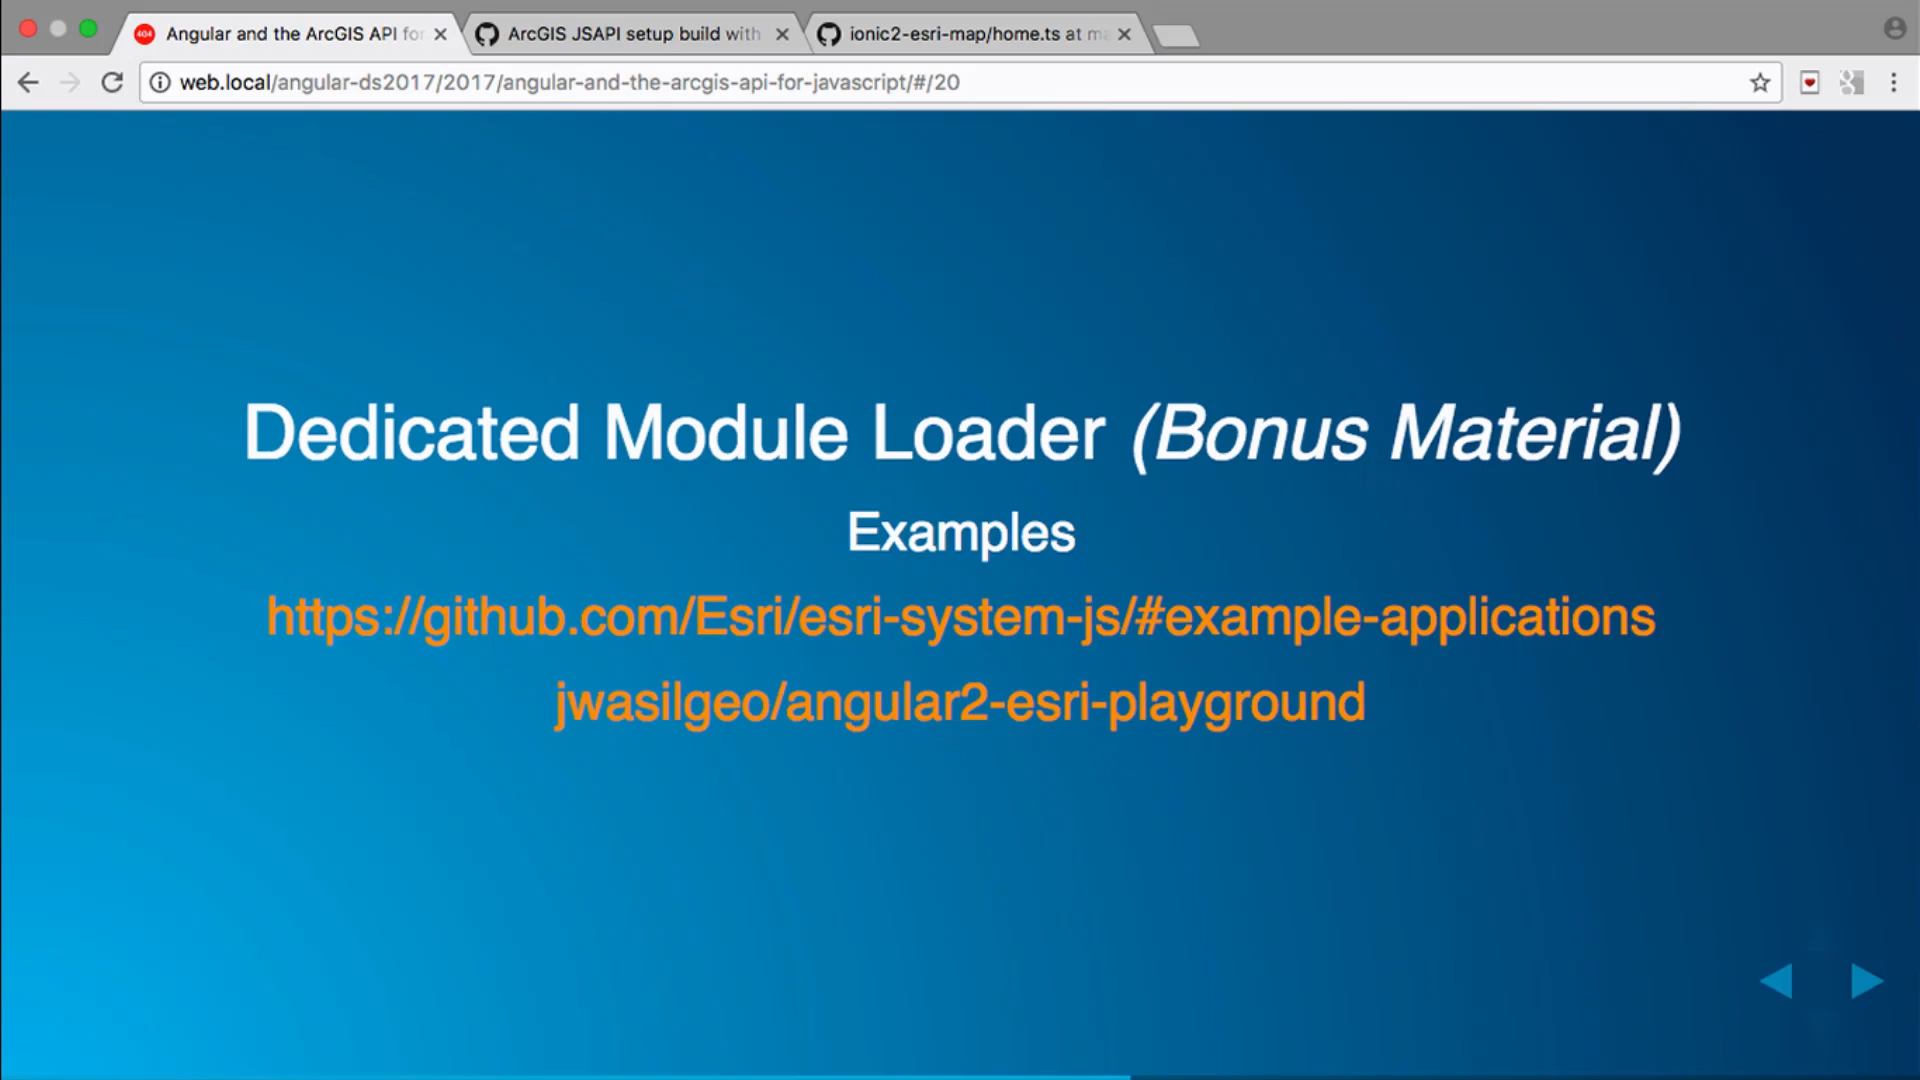 404 Angular and the ArcGIS API for
ArcGIS JSAPI setup build with
ionic2-esri-map/home.ts at ma
web.local/angular-ds2017/2017/angular-and-the-arcgis-api-for-javascript/#/20
Dedicated Module Loader (Bonus Material)
Examples
https://github.com/Esri/esri-system-js/#example-applications
jwasilgeo/angular2-esri-playground